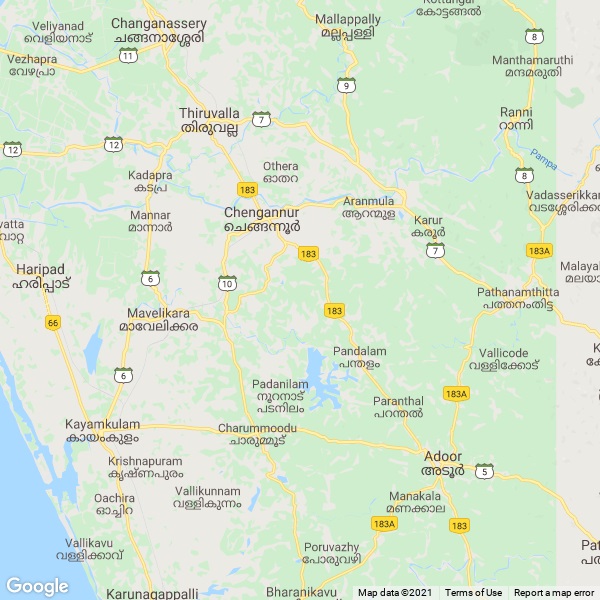 Kottangal
കോട്ടങ്ങൽ
Changanassery
ചങ്ങനാശ്ശേരി
Mallappally
മല്ലപ്പള്ളി
Veliyanad
വെളിയനാട്
8
Vezhapra
വേഴപ്രാ
11
Manthamaruthi
മന്ദമരുതി
9
Thiruvalla
തിരുവല്ല
7
Ranni
റാന്നി
12
12
Pampa
Othera
ഓതറ
Kadapra
കടപ്ര
8
183
Aranmula
ആറന്മുള
Vadasserikkar
വടശ്ശേരിക്ക
Mannar
മാന്നാർ
Chengannur
ചെങ്ങന്നൂർ
Karur
കരൂർ
183
7
183A
Haripad
ഹരിപ്പാട്
6
10
Malayal
മലയാ
Pathanamthitta
പത്തനംതിട്ട
Mavelikara
മാവേലിക്കര
183
66
Pandalam
പന്തളം
Vallicode
വള്ളിക്കോട്
6
Padanilam
നൂറനാട്
പടനിലം
Paranthal
പറന്തൽ
183A
Kayamkulam
കായംകുളം
Charummoodu
ചാരുമ്മൂട്
Adoor
അടൂർ
5
Krishnapuram
കൃഷ്ണപുരം
Vallikunnam
വള്ളികുന്നം
Oachira
ഓച്ചിറ
Manakala
മണക്കാല
183A
183
Vallikavu
വള്ളിക്കാവ്
Poruvazhy
പോരുവഴി
Google
Karunagappalli
Bharanikavu
Map data ©2021
Terms of Use
Report a map error